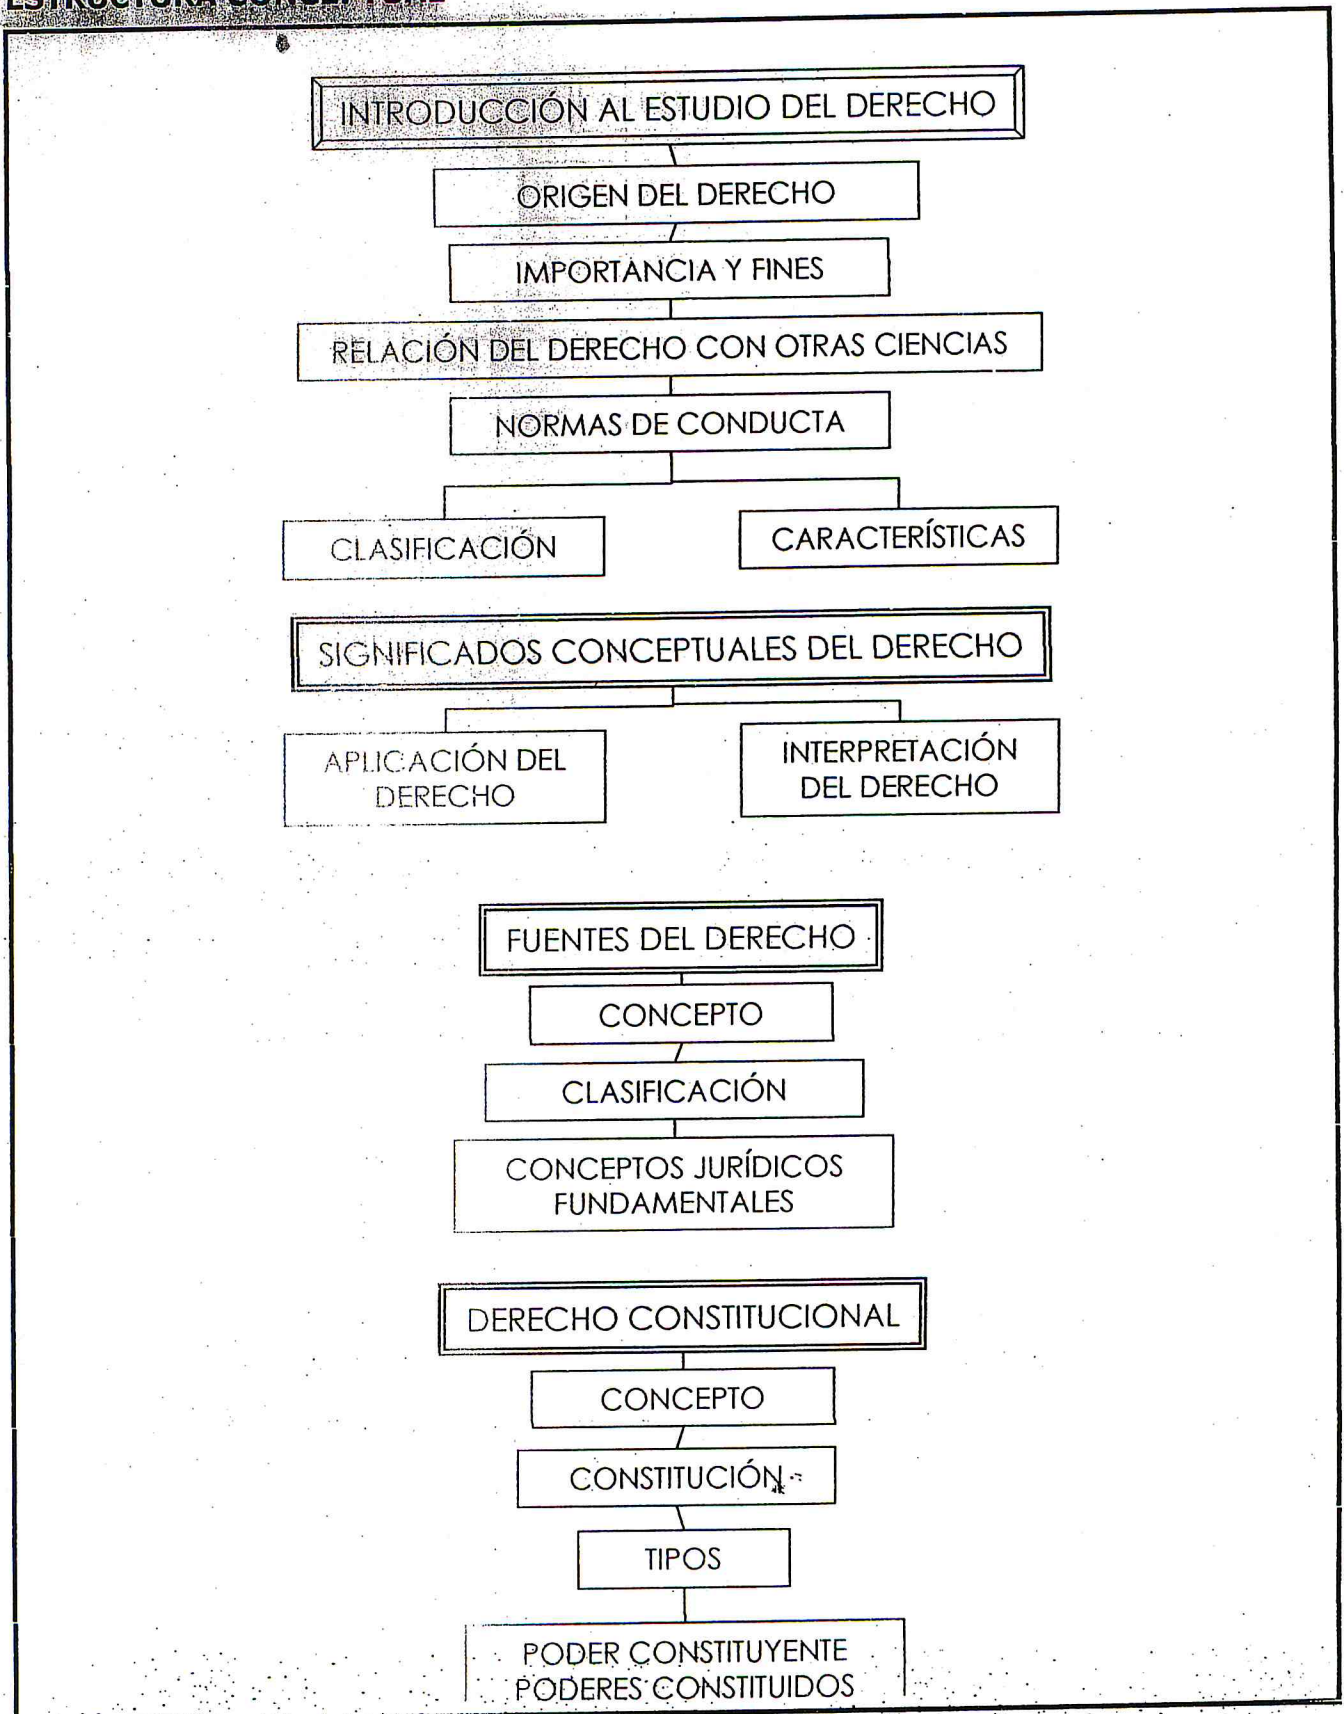 ESTRUCTURA CONCEPTUAL
INTRODUCCIÓN AL ESTUDIO DEL DERECHO
ORIGEN DEL DERECHO
IMPORTANCIA Y FINES
RELACIÓN DEL DERECHO CON OTRAS CIENCIAS
NORMAS DE CONDUCTA
CLASIFICACIÓN
CARACTERÍSTICAS
SIGNIFICADOS CONCEPTUALES DEL DERECHO
APLICACIÓN DEL
DERECHO
INTERPRETACIÓN
DEL DERECHO
FUENTES DEL DERECHO
CONCEPTO
CLASIFICACIÓN
CONCEPTOS JURÍDICOS
FUNDAMENTALES
DERECHO CONSTITUCIONAL
CONCEPTO
CONSTITUCIÓN
TIPOS
PODER CONSTITUYENTE
PODERES CONSTITUIDOS